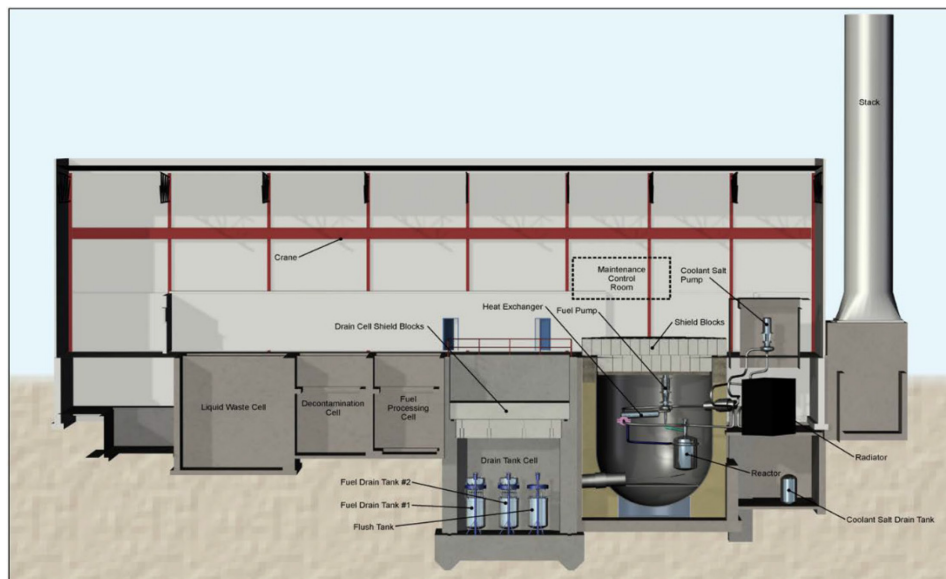 Stack
Crane
Maintenance
Control
Room
Coolant Salt
Pump
Heat Exchanger
Fuel Pump
Drain Cell Shield Blocks
Shield Blocks
Liquid Waste Cell
Decontamination
Cell
Fuel
Processing
Cell
Drain Tank Cell
Radiator
Reactor
Fuel Drain Tank #2
Fuel Drain Tank #1
Flush Tank
Coolant Salt Drain Tank